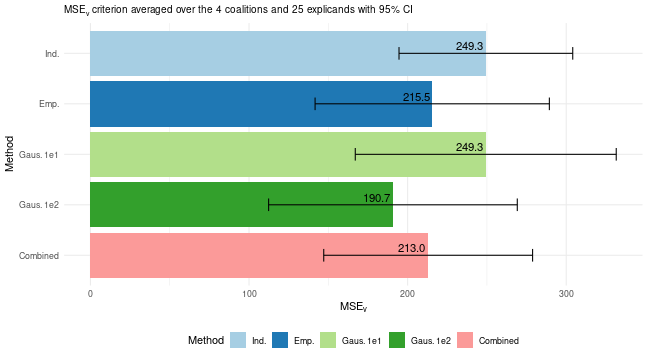 MSEv criterion averaged over the 4 coalitions and 25 explicands with 95% CI
Method
Ind.
249.3
Emp.
215.5
Gaus. 1e1
249.3
Gaus. 1e2
190.7
Combined
213.0
0 100 200 300
MSEv
Method Ind. Emp. Gaus. 1e1 Gaus. 1e2 Combined